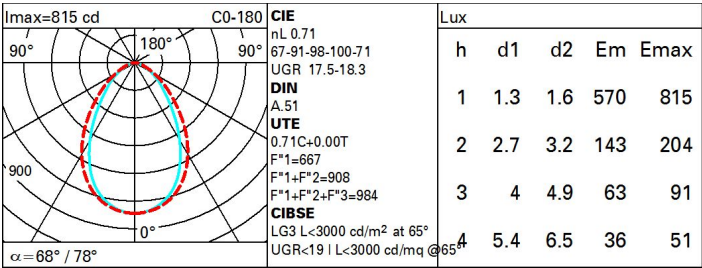 Imax=815 cd C0-180
90° 180° 90°
900
0°
α=68° / 78°
CIE
nL 0.71
67-91-98-100-71
UGR 17.5-18.3
DIN
A.51
UTE
0.71C+0.00T
F"1=667
F"1+F"2=908
F"1+F"2+F"3=984
CIBSE
LG3 L<3000 cd/m² at 65°
UGR<19 | L<3000 cd/mq @65°
Lux
h d1 d2 Em Emax
1 1.3 1.6 570 815
2 2.7 3.2 143 204
3 4 4.9 63 91
4 5.4 6.5 36 51